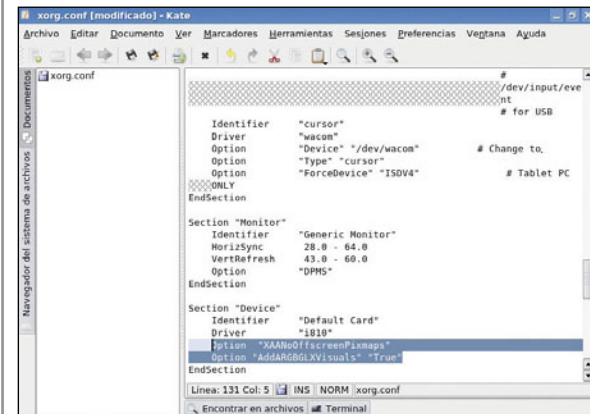 xorg.conf [modificado] - Kate
Archivo Editar Documento Ver Marcadores Herramientas Sesiones Preferencias Ventana Ayuda
Documentos
Navegador del sistema de archivos
xorg.conf
#
/dev/input/eve
nt
# for USB
Identifier "cursor"
Driver "wacom"
Option "Device" "/dev/wacom" # Change to
Option "Type" "cursor"
Option "ForceDevice" "ISDV4" # Tablet PC
ONLY
EndSection
Section "Monitor"
Identifier "Generic Monitor"
HorizSync 28.0 - 64.0
VertRefresh 43.0 - 60.0
Option "DPMS"
EndSection
Section "Device"
Identifier "Default Card"
Driver "i810"
Option "XAANoOffscreenPixmaps"
Option "AddARGBGLXVisuals" "True"
EndSection
Línea: 131 Col: 5 INS NORM xorg.conf
Encontrar en archivos Terminal